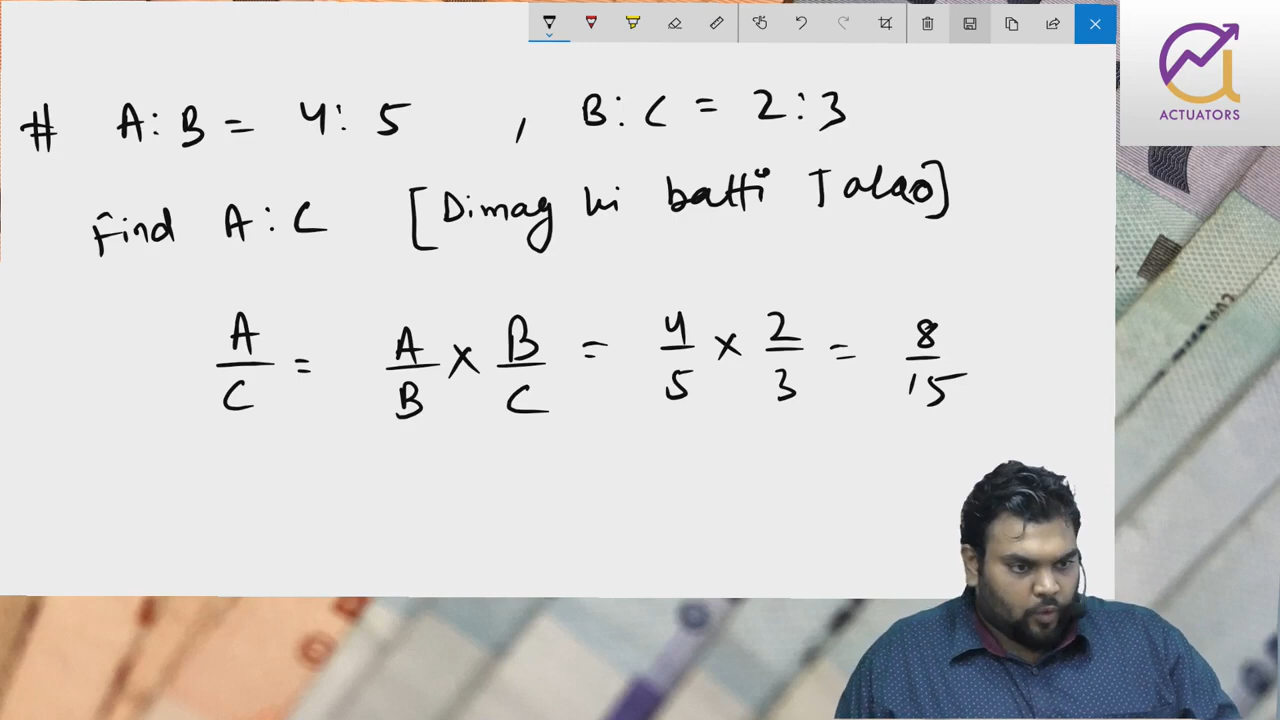 # A : B = 4 : 5 , B : C = 2 : 3
Find A : C [Dimag ki batti Jalao]
A/C = A/B × B/C = 4/5 × 2/3 = 8/15
ACTUATORS